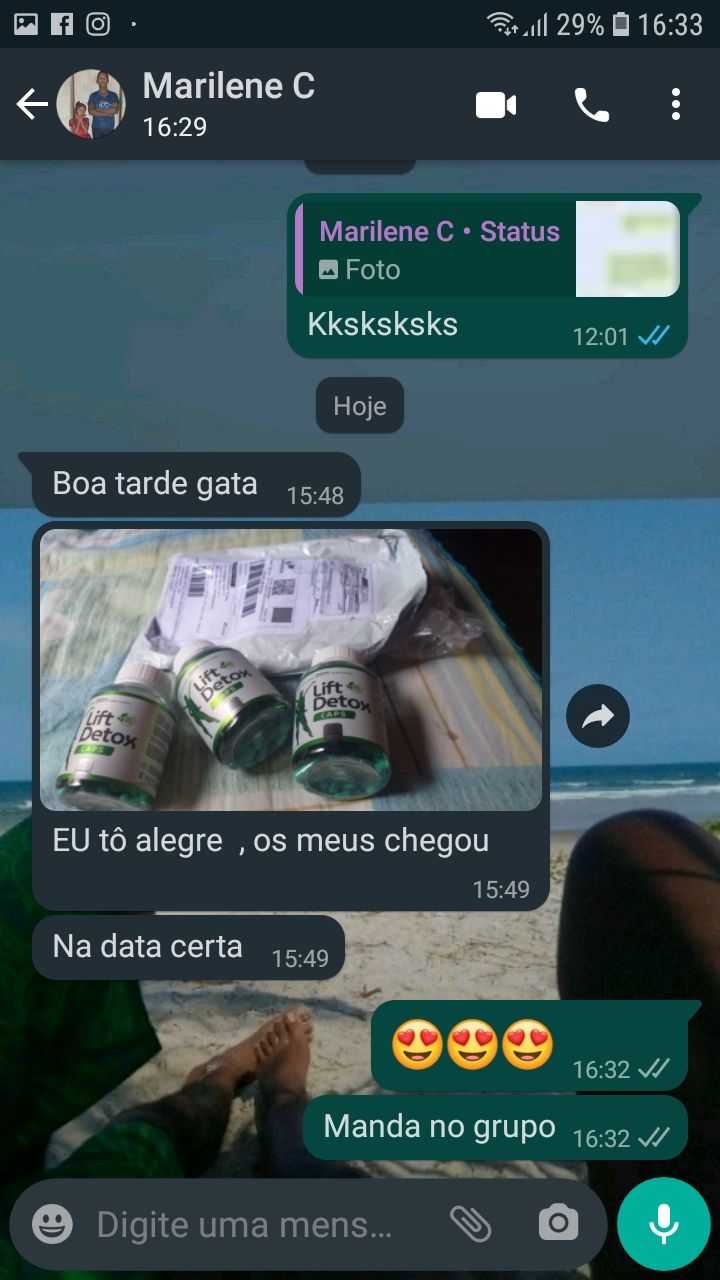 29% 16:33
Marilene C
16:29
Marilene C • Status
Foto
Kksksksks 12:01
Hoje
Boa tarde gata 15:48
Lift
Detox
CAPS
Lift
Detox
CAPS
Lift
Detox
CAPS
EU tô alegre , os meus chegou
15:49
Na data certa 15:49
😍😍😍 16:32
Manda no grupo 16:32
Digite uma mens...